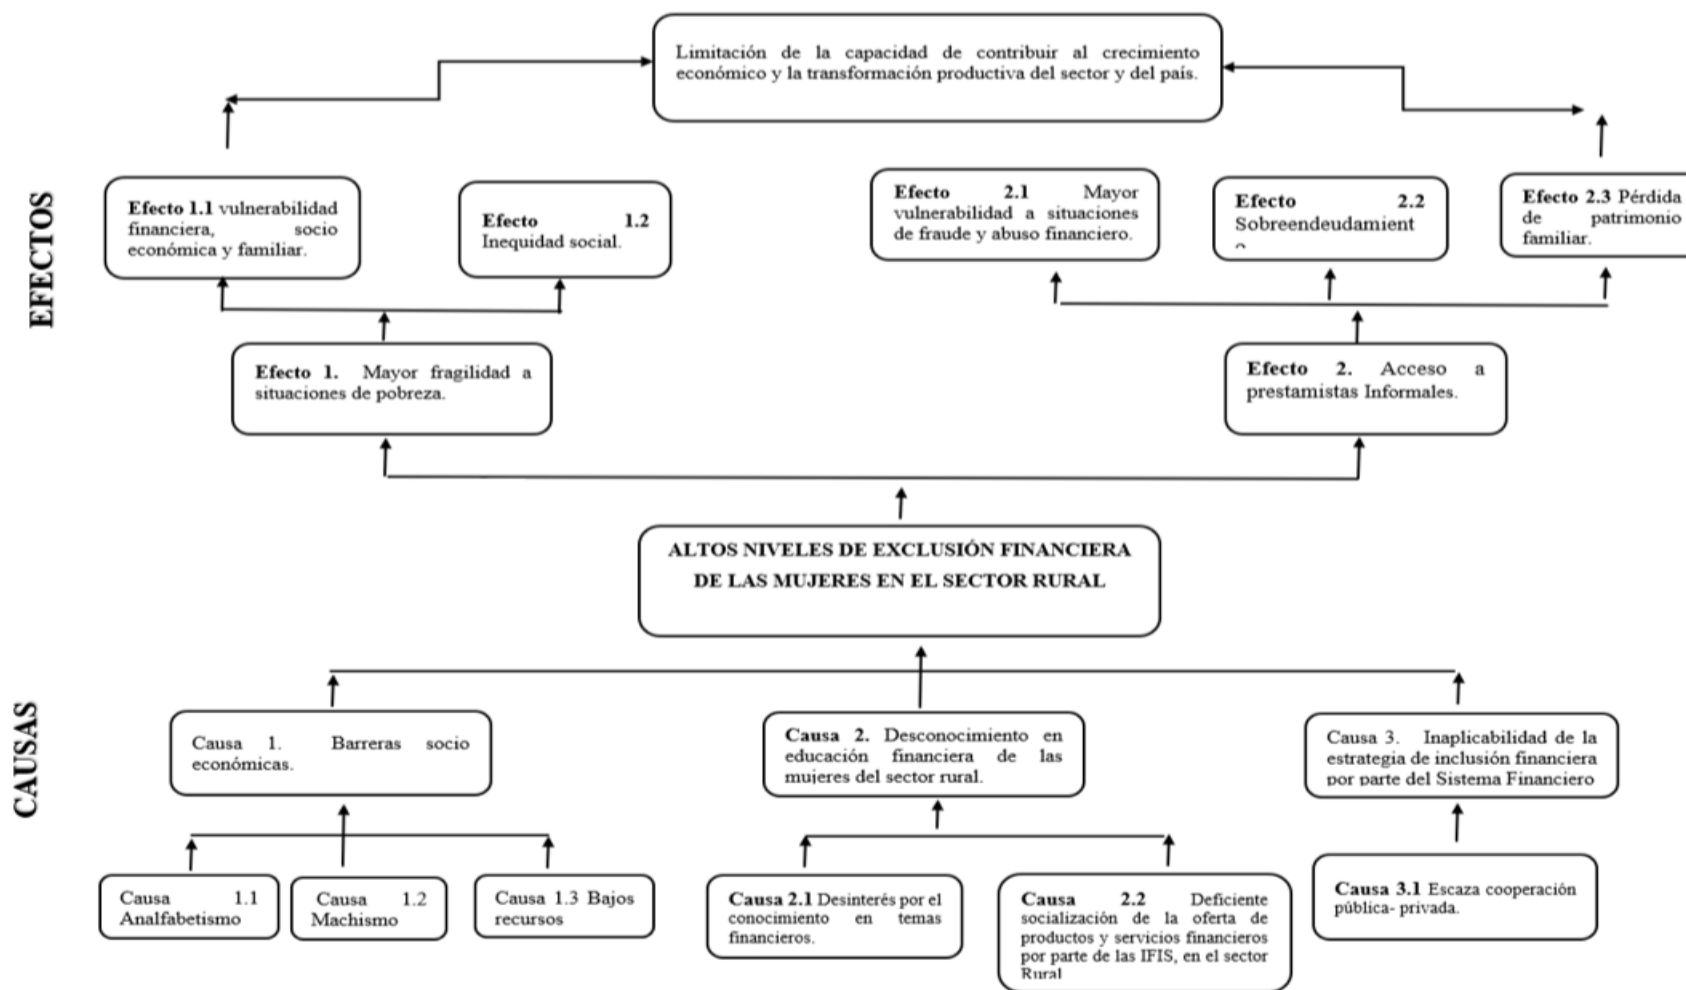 Limitación de la capacidad de contribuir al crecimiento
económico y la transformación productiva del sector y del país.
EFECTOS
Efecto 1.1 vulnerabilidad
financiera, socio
económica y familiar.
Efecto 1.2
Inequidad social.
Efecto 2.1 Mayor
vulnerabilidad a situaciones
de fraude y abuso financiero.
Efecto 2.2
Sobreendeudamient
o
Efecto 2.3 Pérdida
de patrimonio
familiar.
Efecto 1. Mayor fragilidad a
situaciones de pobreza.
Efecto 2. Acceso a
prestamistas Informales.
ALTOS NIVELES DE EXCLUSIÓN FINANCIERA
DE LAS MUJERES EN EL SECTOR RURAL
CAUSAS
Causa 1. Barreras socio
económicas.
Causa 2. Desconocimiento en
educación financiera de las
mujeres del sector rural.
Causa 3. Inaplicabilidad de la
estrategia de inclusión financiera
por parte del Sistema Financiero
Causa 1.1
Analfabetismo
Causa 1.2
Machismo
Causa 1.3 Bajos
recursos
Causa 2.1 Desinterés por el
conocimiento en temas
financieros.
Causa 2.2 Deficiente
socialización de la oferta de
productos y servicios financieros
por parte de las IFIS, en el sector
Rural
Causa 3.1 Escaza cooperación
pública- privada.